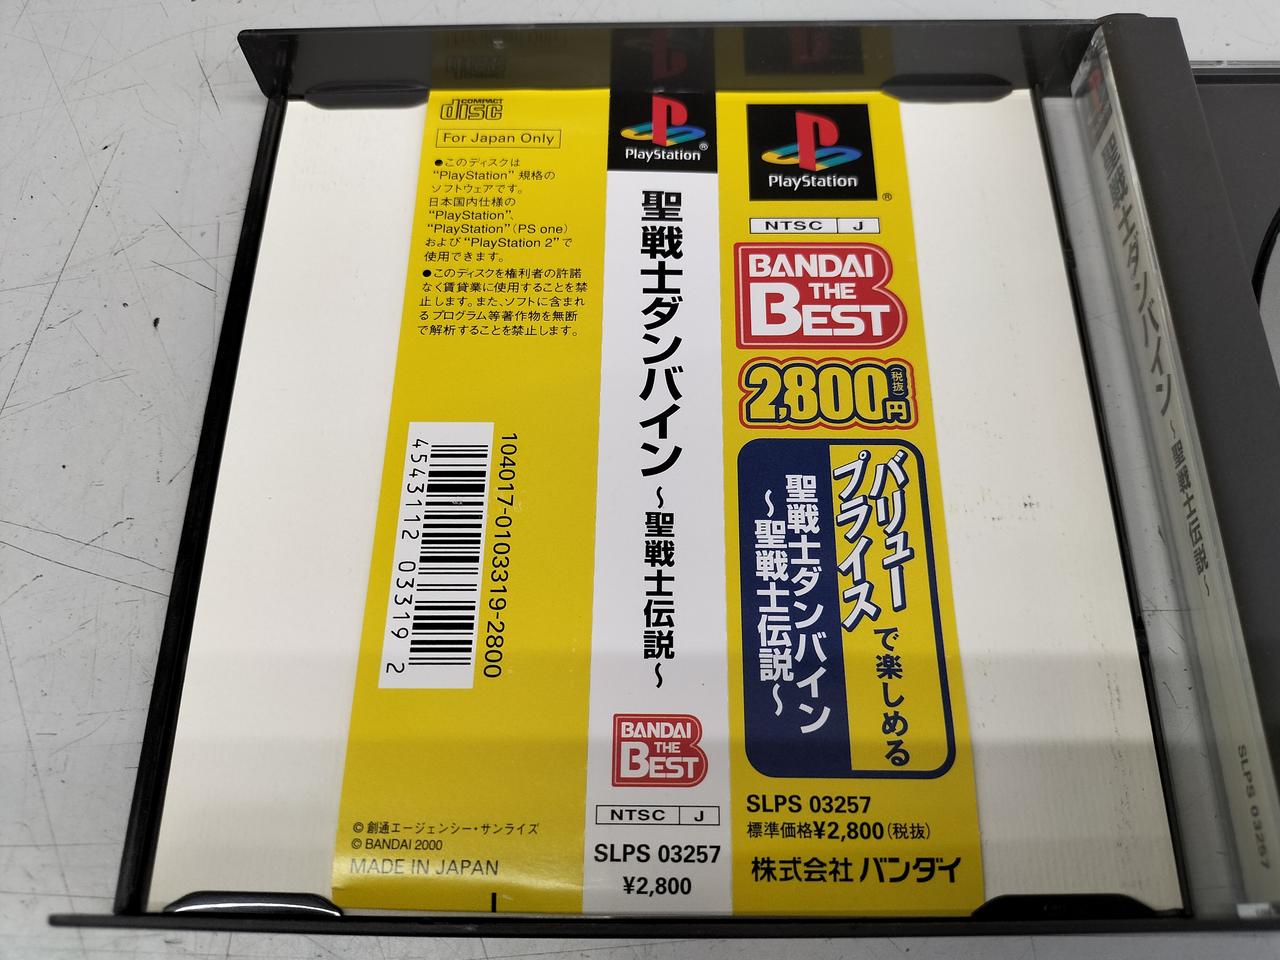 COMPACT
disc
For Japan Only
●このディスクは
"PlayStation" 規格の
ソフトウェアです。
日本国内仕様の
"PlayStation"、
"PlayStation"(PS one)
および"PlayStation 2"で
使用できます。
●このディスクを権利者の許諾
なく賃貸業に使用することを禁
止します。また、ソフトに含まれ
るプログラム等著作物を無断
で解析することを禁止します。
104017-0103319-2800
4543112 03319 2
© 創通エージェンシー・サンライズ
© BANDAI 2000
MADE IN JAPAN
PlayStation®
聖戦士ダンバイン
～聖戦士伝説～
BANDAI
THE
BEST
NTSC J
SLPS 03257
¥2,800
PlayStation
®
NTSC J
BANDAI
THE
BEST
2,800円(税抜)
バリュー
プライス
で楽しめる
聖戦士ダンバイン
～聖戦士伝説～
SLPS 03257
標準価格¥2,800(税抜)
株式会社 バンダイ
聖戦士ダンバイン～聖戦士伝説～
SLPS 03257